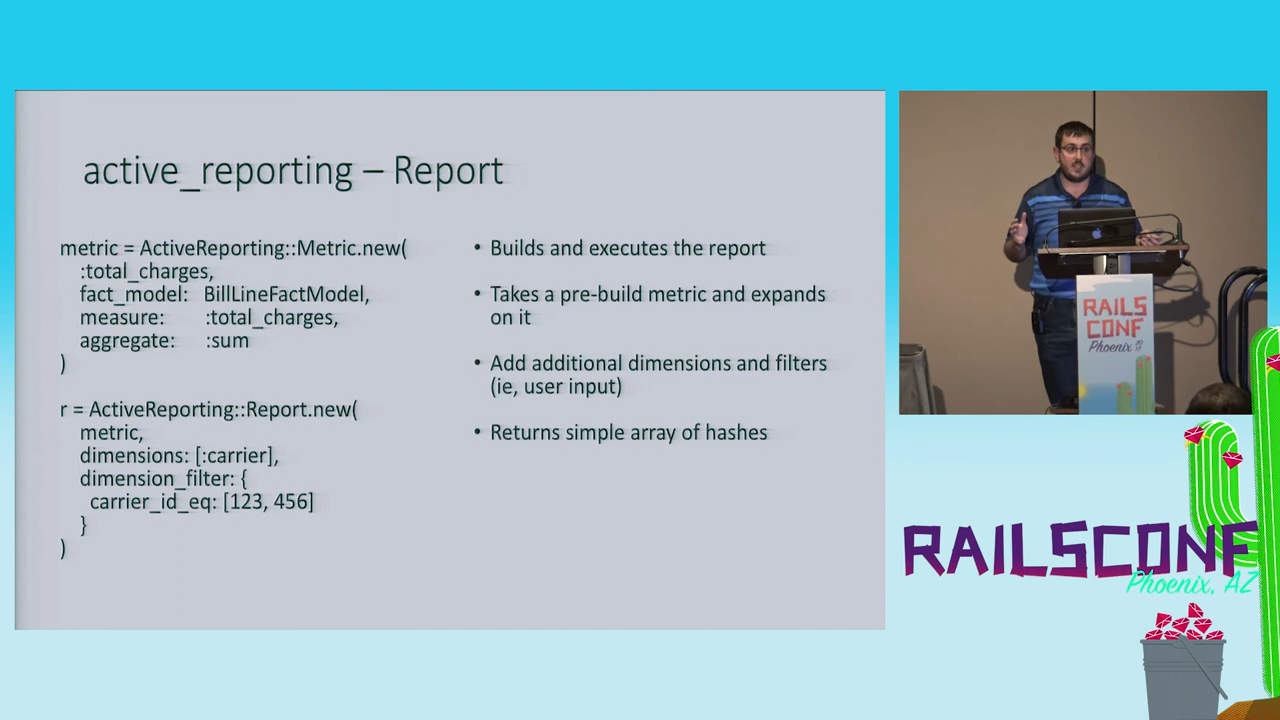 active_reporting – Report
metric = ActiveReporting::Metric.new(
:total_charges,
fact_model: BillLineFactModel,
measure: :total_charges,
aggregate: :sum
)
r = ActiveReporting::Report.new(
metric,
dimensions: [:carrier],
dimension_filter: {
carrier_id_eq: [123, 456]
}
)
• Builds and executes the report
• Takes a pre-build metric and expands
on it
• Add additional dimensions and filters
(ie, user input)
• Returns simple array of hashes
RAILS
CONF
Phoenix 2017
RAILSCONF
Phoenix, AZ